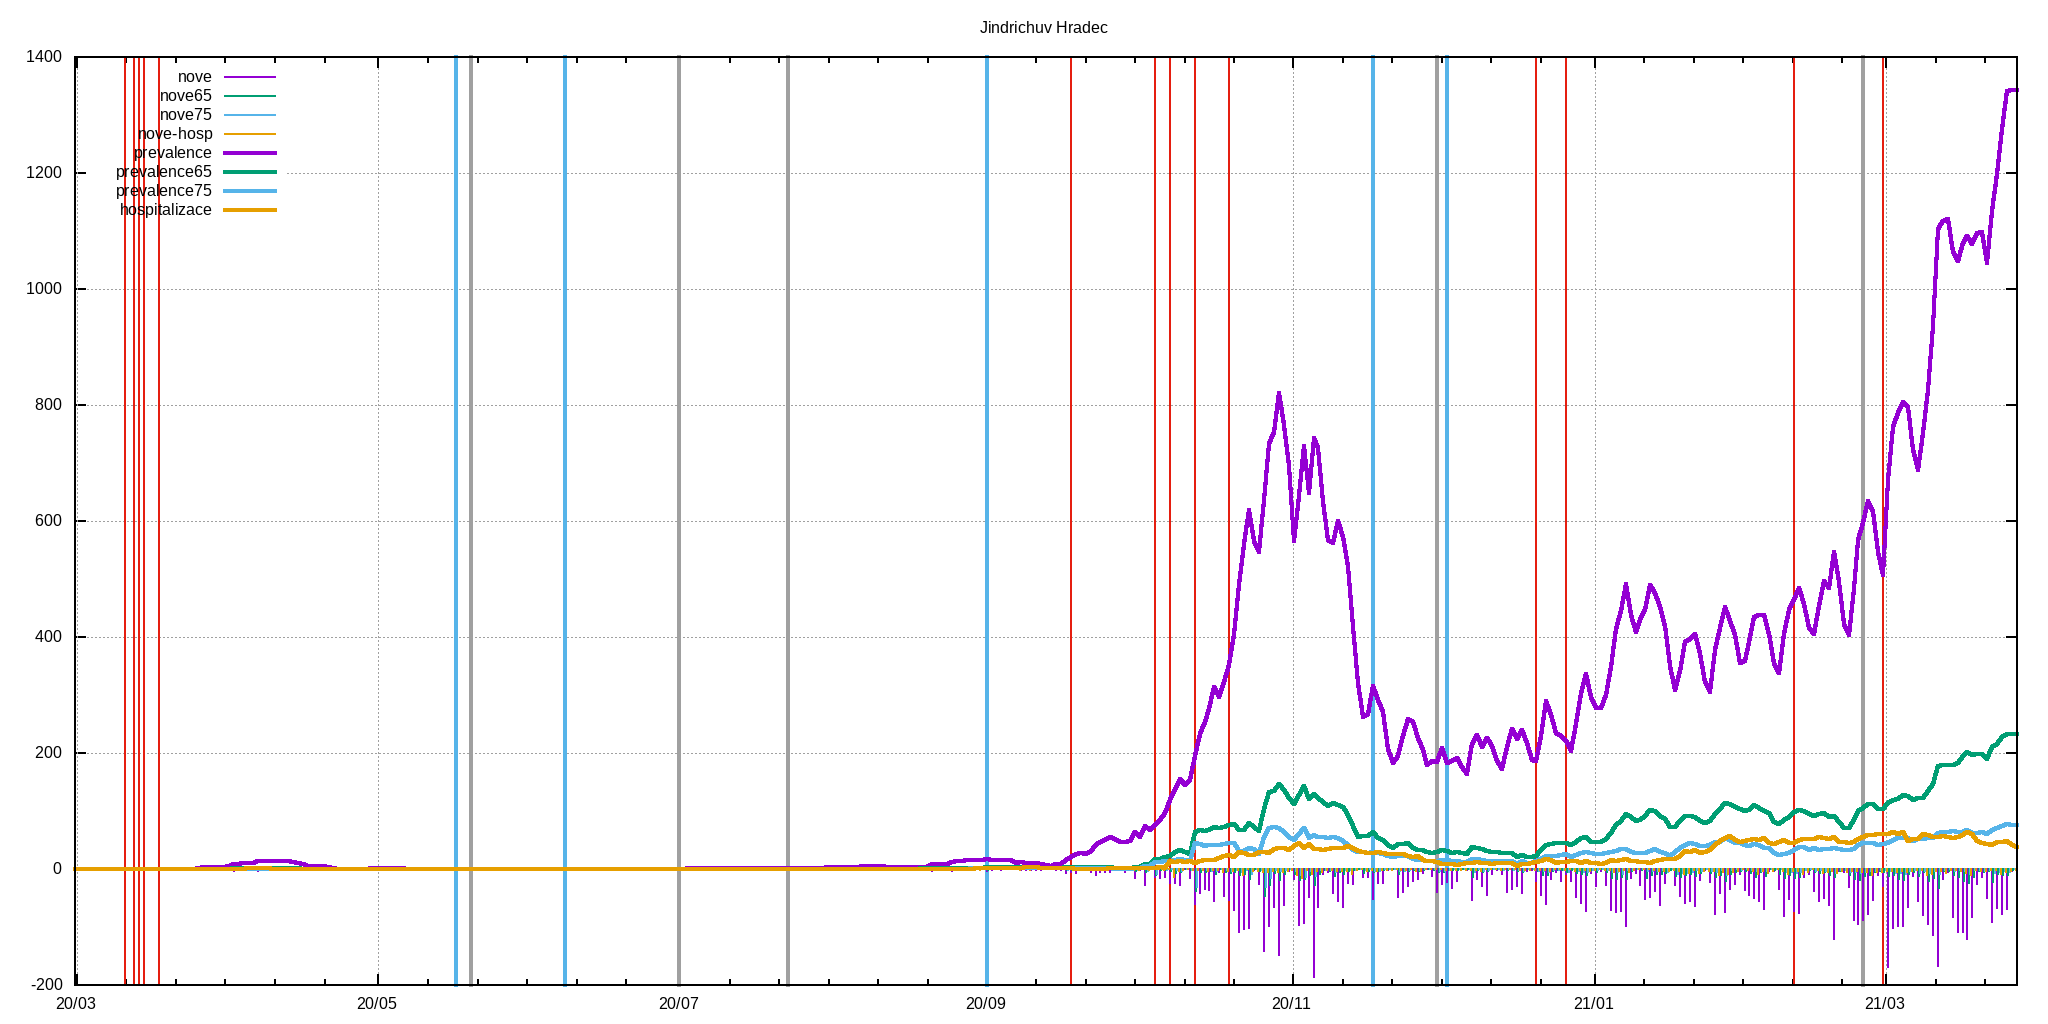 Jindrichuv Hradec
1400
1200
1000
800
600
400
200
0
-200
nove
nove65
nove75
nove-hosp
prevalence
prevalence65
prevalence75
hospitalizace
20/03
20/05
20/07
20/09
20/11
21/01
21/03